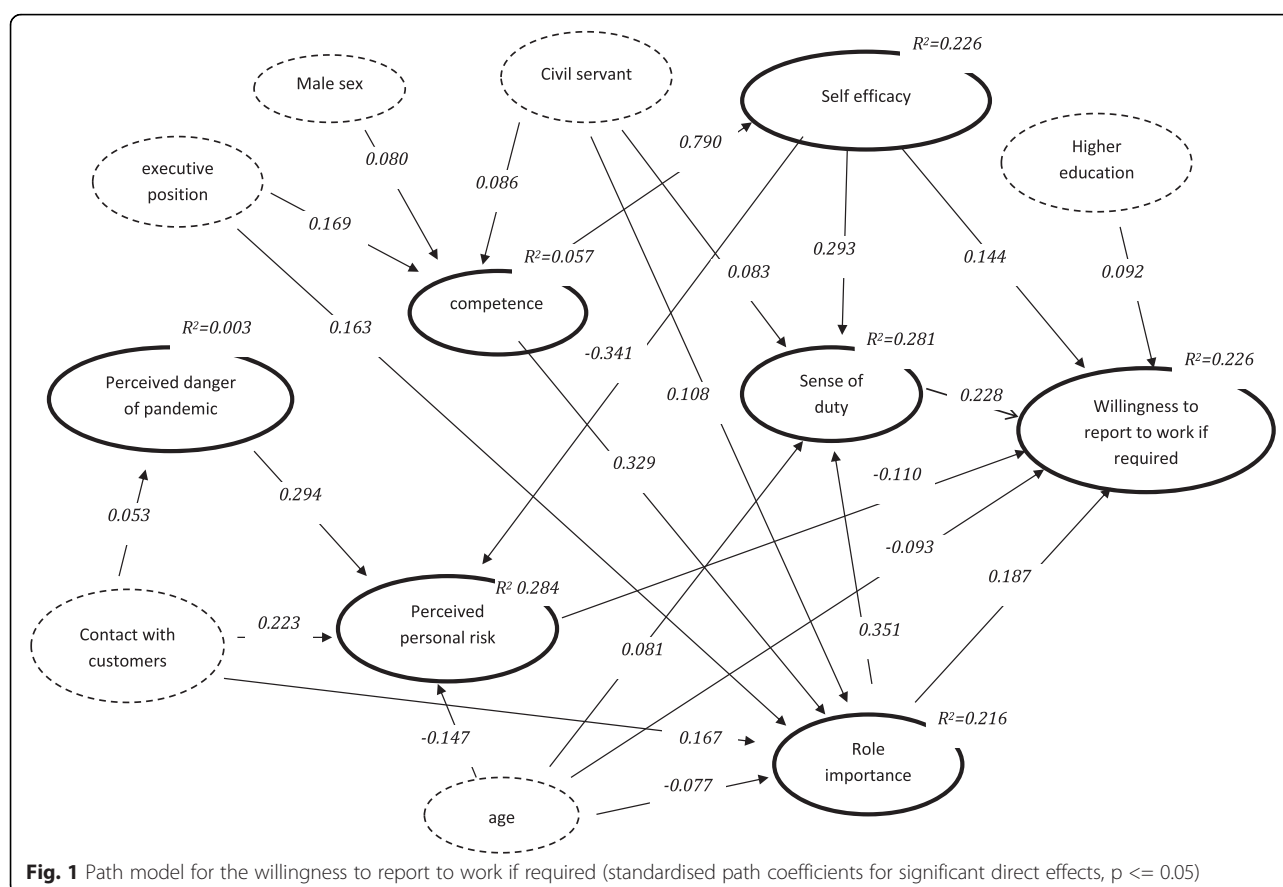 R²=0.226
Male sex
Civil servant
Self efficacy
0.790
Higher
education
executive
position
0.080
0.086
0.169
0.293
0.144
0.083
0.092
R²=0.057
competence
R²=0.003
0.163
-0.341
R²=0.281
R²=0.226
Perceived danger
of pandemic
Sense of
duty
0.108
0.228
Willingness to
report to work if
required
0.329
-0.110
0.294
0.053
-0.093
R² 0.284
0.187
Perceived
personal risk
0.223
Contact with
customers
0.351
0.081
R²=0.216
-0.147
0.167
Role
importance
-0.077
age
Fig. 1 Path model for the willingness to report to work if required (standardised path coefficients for significant direct effects, p <= 0.05)